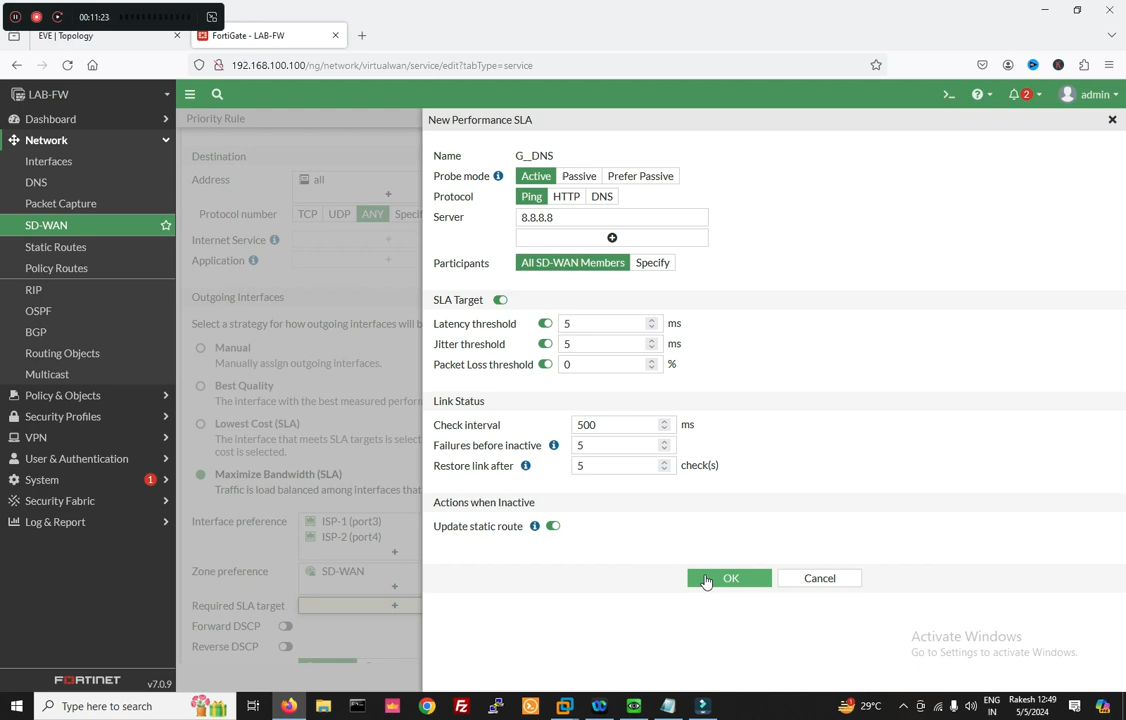 00:11:23
EVE | Topology
FortiGate - LAB-FW
192.168.100.100/ng/network/virtualwan/service/edit?tabType=service
LAB-FW
2
admin
Dashboard
Network
Interfaces
DNS
Packet Capture
SD-WAN
Static Routes
Policy Routes
RIP
OSPF
BGP
Routing Objects
Multicast
Policy & Objects
Security Profiles
VPN
User & Authentication
System
1
Security Fabric
Log & Report
FORTINET
v7.0.9
Priority Rule
Destination
Address
all
Protocol number
TCP
UDP
ANY
Specif
Internet Service
Application
Outgoing Interfaces
Select a strategy for how outgoing interfaces will b
Manual
Manually assign outgoing interfaces.
Best Quality
The interface with the best measured perfor
Lowest Cost (SLA)
The interface that meets SLA targets is select
cost is selected.
Maximize Bandwidth (SLA)
Traffic is load balanced among interfaces that
Interface preference
ISP-1 (port3)
ISP-2 (port4)
Zone preference
SD-WAN
Required SLA target
Forward DSCP
Reverse DSCP
New Performance SLA
Name
G__DNS
Probe mode
Active
Passive
Prefer Passive
Protocol
Ping
HTTP
DNS
Server
8.8.8.8
Participants
All SD-WAN Members
Specify
SLA Target
Latency threshold
5
ms
Jitter threshold
5
ms
Packet Loss threshold
0
%
Link Status
Check interval
500
ms
Failures before inactive
5
Restore link after
5
check(s)
Actions when Inactive
Update static route
OK
Cancel
Activate Windows
Go to Settings to activate Windows.
Type here to search
29°C
ENG
IN
Rakesh 12:49
5/5/2024